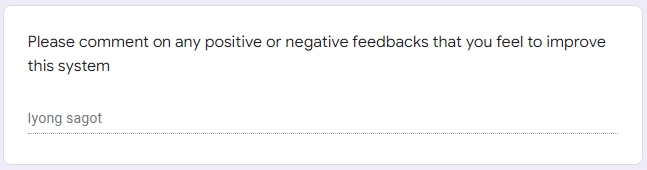 Please comment on any positive or negative feedbacks that you feel to improve
this system
Iyong sagot